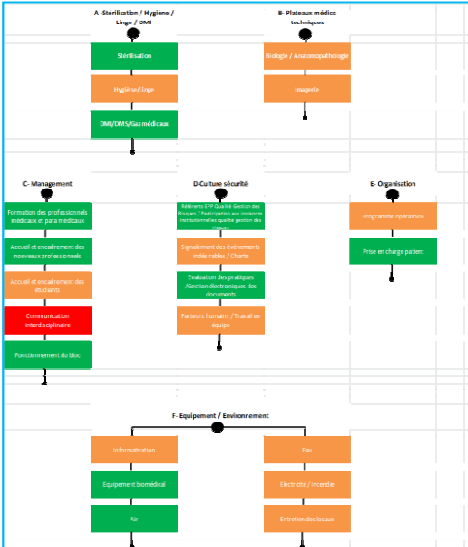 A -Sterilisation / Hygiène /
Linge / DMI
B- Plateaux médico
techniques
Stérilisation
Biologie / Anatomopathologie
Hygiène/Linge
Imagerie
DMI/DMS/Gaz médicaux
C- Management
D-Culture sécurité
E- Organisation
Formation des professionnels
médicaux et para médicaux
Référents EPP Qualité Gestion des
Risques / Participation aux instances
institutionnelles qualité gestion des
risques
Programme opératoire
Accueil et encadrement des
nouveaux professionnels
Signalement des événements
indésirables / Charte
Prise en charge patient
Accueil et encadrement des
étudiants
Evaluation des pratiques
/Gestion électronique des
documents
Communication
interdisciplinaire
Facteurs humains / Travail en
équipe
Fonctionnement du bloc
F- Equipement / Environnement
Informatisation
Eau
Equipement biomédical
Electricité / Incendie
Air
Entretien des locaux